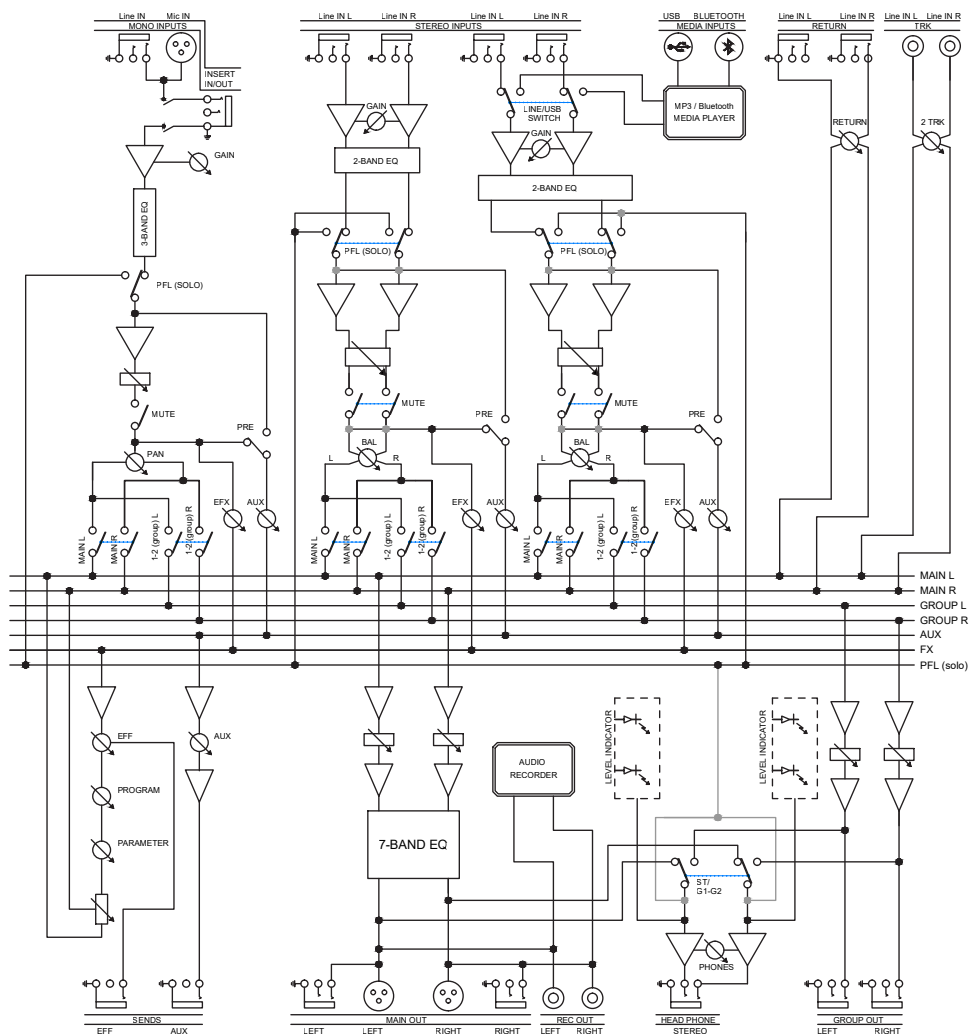 Line IN Mic IN
MONO INPUTS
Line IN L Line IN R Line IN L Line IN R
STEREO INPUTS
USB BLUETOOTH
MEDIA INPUTS
Line IN L Line IN R
RETURN
Line IN L Line IN R
TRK
INSERT
IN/OUT
LINE/USB
SWITCH
MP3 / Bluetooth
MEDIA PLAYER
RETURN
2 TRK
GAIN
GAIN
GAIN
2-BAND EQ
2-BAND EQ
3-BAND EQ
PFL (SOLO)
PFL (SOLO)
PFL (SOLO)
MUTE
MUTE
MUTE
PRE
PRE
PRE
PAN
L BAL R
L BAL R
EFX AUX
EFX AUX
EFX AUX
MAIN L
MAIN R
1-2 (group) L
1-2 (group) R
MAIN L
MAIN R
1-2 (group) L
1-2 (group) R
MAIN L
MAIN R
1-2 (group) L
1-2 (group) R
MAIN L
MAIN R
GROUP L
GROUP R
AUX
FX
PFL (solo)
EFF
AUX
PROGRAM
PARAMETER
AUDIO
RECORDER
LEVEL INDICATOR
LEVEL INDICATOR
7-BAND EQ
ST/
G1-G2
PHONES
SENDS
EFF AUX
MAIN OUT
LEFT LEFT RIGHT RIGHT
REC OUT
LEFT RIGHT
HEAD PHONE
STEREO
GROUP OUT
LEFT RIGHT